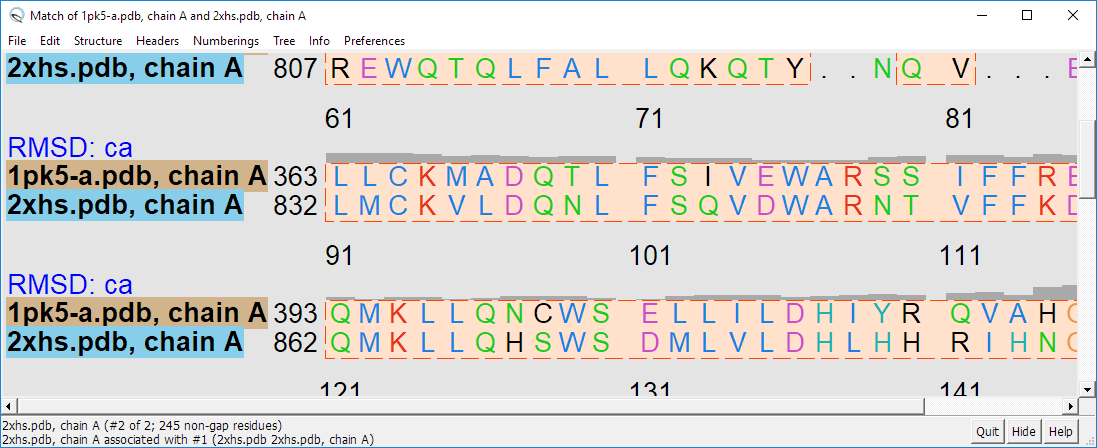 Match of 1pk5-a.pdb, chain A and 2xhs.pdb, chain A
File Edit Structure Headers Numberings Tree Info Preferences
2xhs.pdb, chain A 807 R E W Q T Q L F A L L Q K Q T Y . . N Q V . . . E
61 71 81
RMSD: ca
1pk5-a.pdb, chain A 363 L L C K M A D Q T L F S I V E W A R S S I F F R E
2xhs.pdb, chain A 832 L M C K V L D Q N L F S Q V D W A R N T V F F K D
91 101 111
RMSD: ca
1pk5-a.pdb, chain A 393 Q M K L L Q N C W S E L L I L D H I Y R Q V A H
2xhs.pdb, chain A 862 Q M K L L Q H S W S D M L V L D H L H H R I H N
121 131 141
2xhs.pdb, chain A (#2 of 2; 245 non-gap residues)
2xhs.pdb, chain A associated with #1 (2xhs.pdb 2xhs.pdb, chain A)
Quit Hide Help